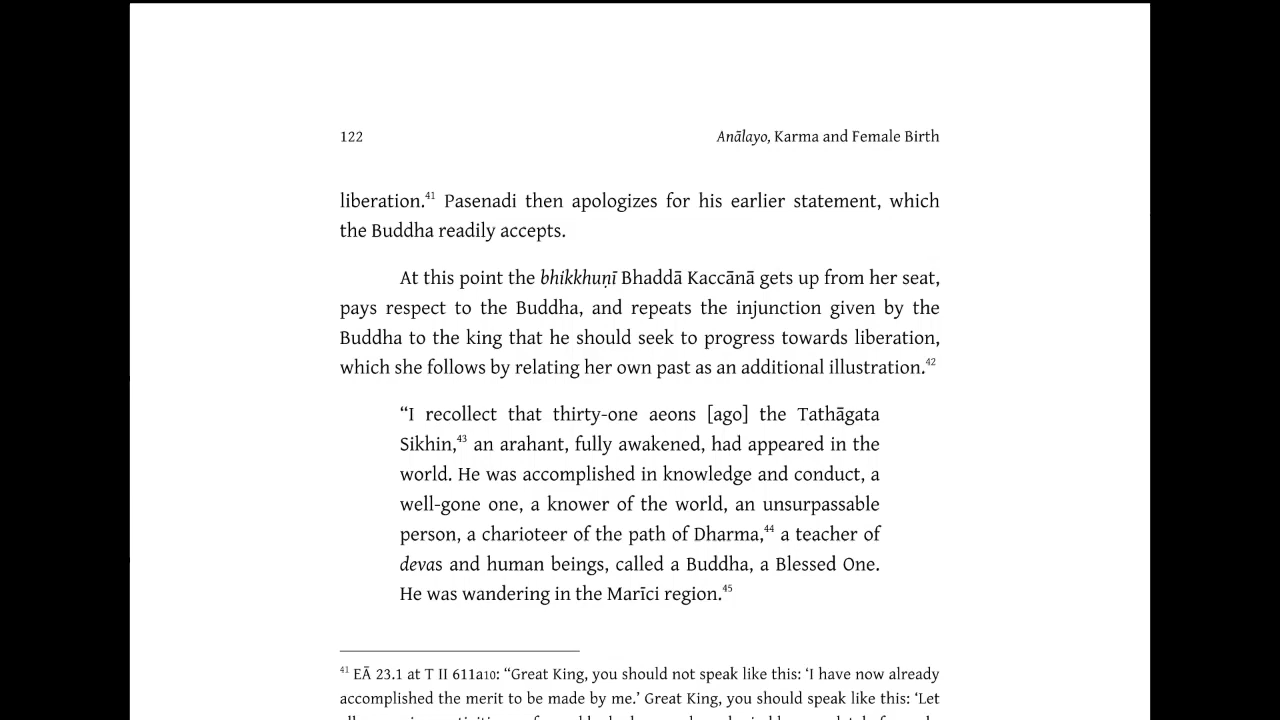 122 Anālayo, Karma and Female Birth
liberation.41 Pasenadi then apologizes for his earlier statement, which
the Buddha readily accepts.
At this point the bhikkhuṇī Bhaddā Kaccānā gets up from her seat,
pays respect to the Buddha, and repeats the injunction given by the
Buddha to the king that he should seek to progress towards liberation,
which she follows by relating her own past as an additional illustration.42
“I recollect that thirty-one aeons [ago] the Tathāgata
Sikhin,43 an arahant, fully awakened, had appeared in the
world. He was accomplished in knowledge and conduct, a
well-gone one, a knower of the world, an unsurpassable
person, a charioteer of the path of Dharma,44 a teacher of
devas and human beings, called a Buddha, a Blessed One.
He was wandering in the Marīci region.45
41 EĀ 23.1 at T II 611a10: “Great King, you should not speak like this: ‘I have now already
accomplished the merit to be made by me.’ Great King, you should speak like this: ‘Let